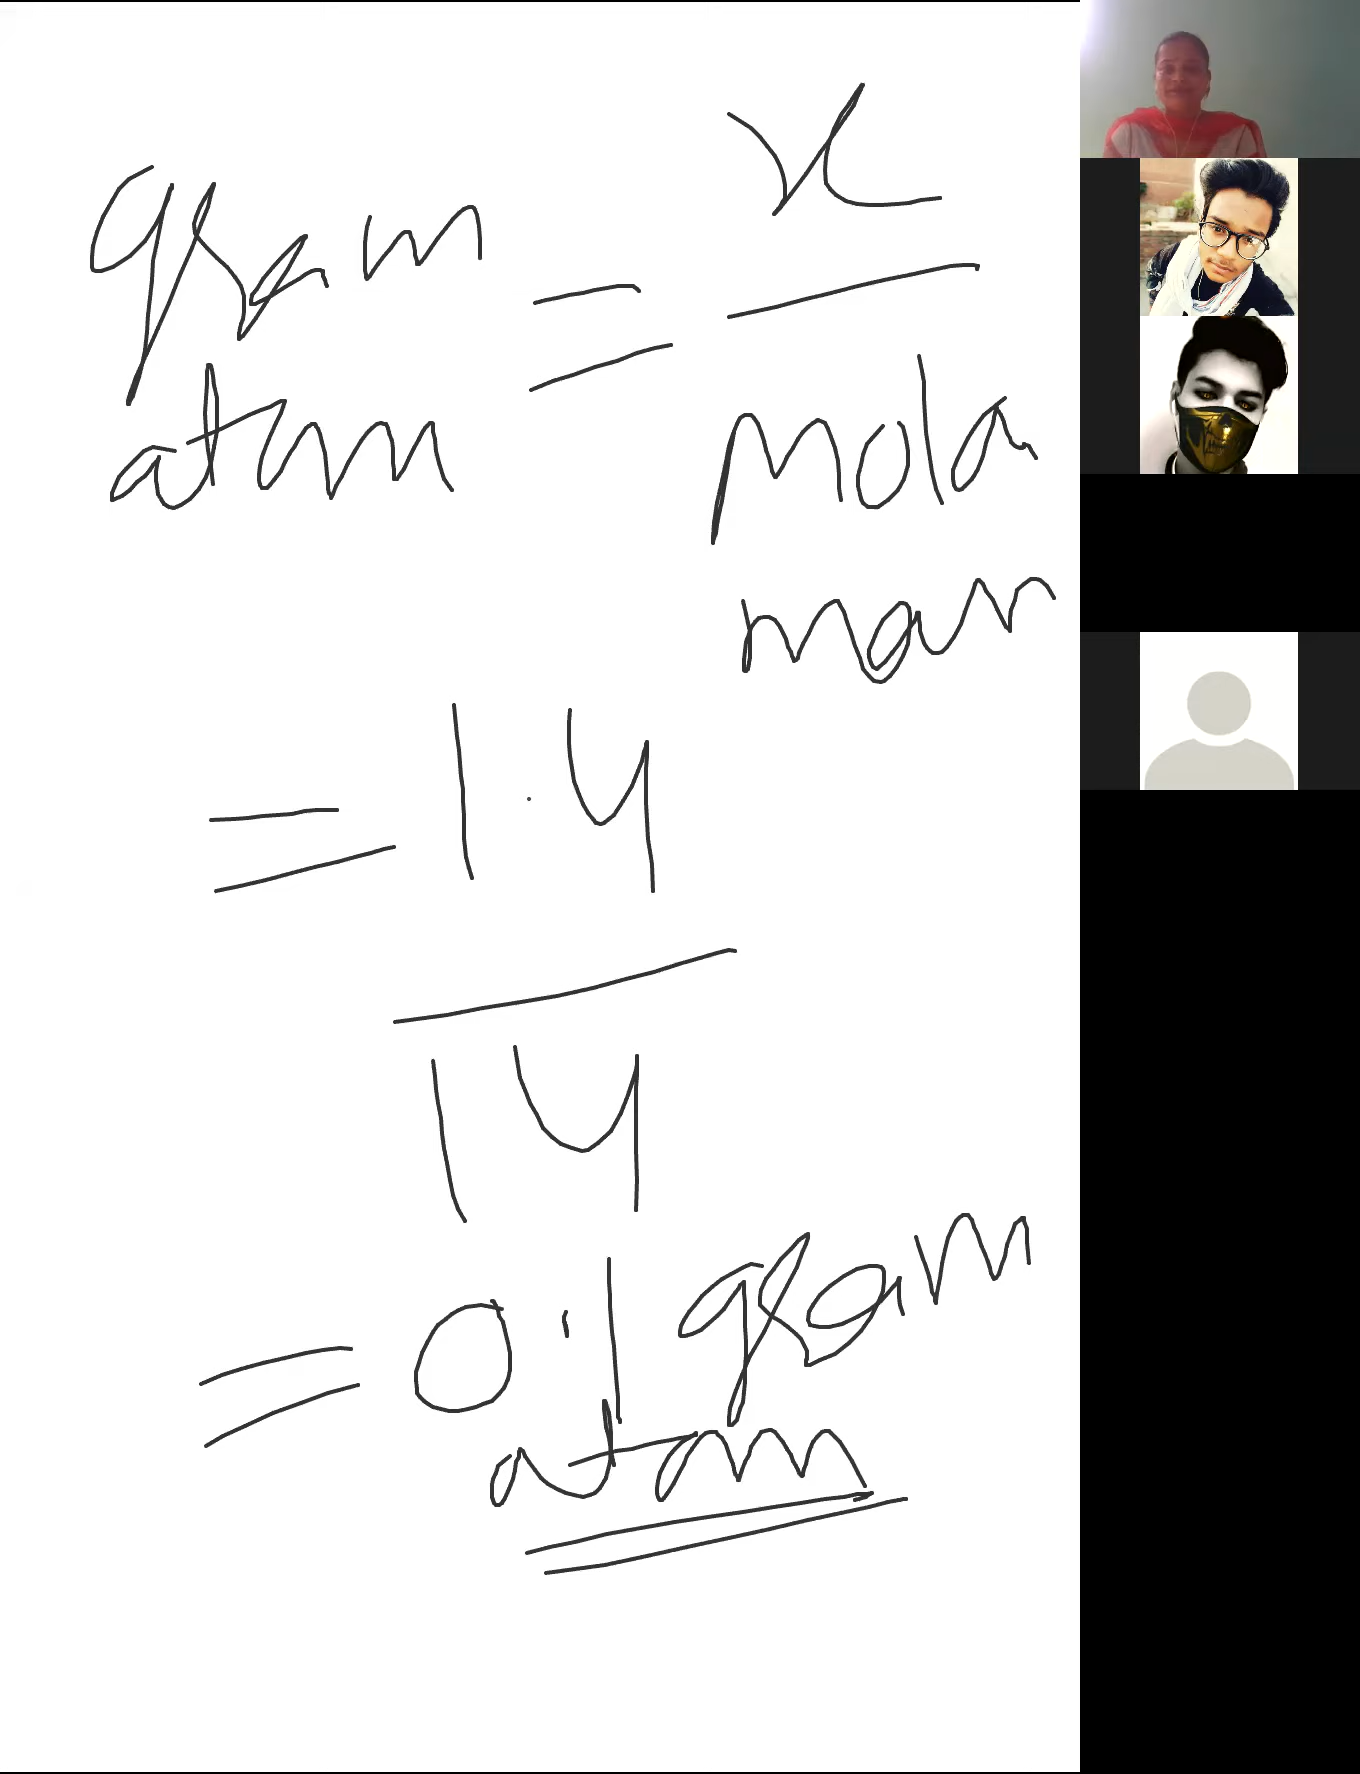 gram = x
atom molar
mass
= 1.4
14
= 0.1 gram
atom